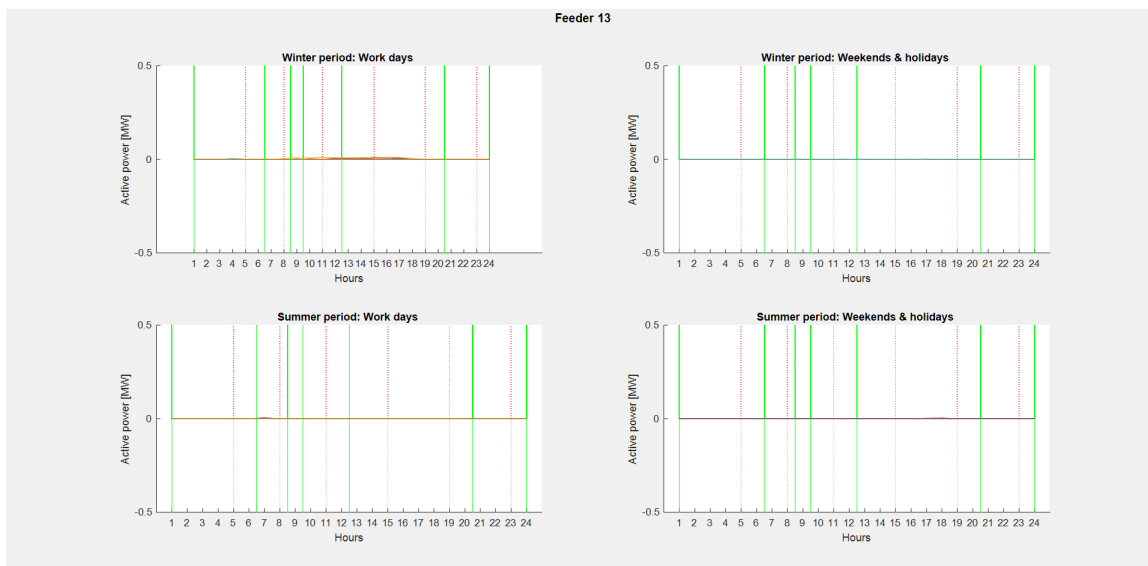 Feeder 13
Winter period: Work days
0.5
0
-0.5
Active power [MW]
1 2 3 4 5 6 7 8 9 10 11 12 13 14 15 16 17 18 19 20 21 22 23 24
Hours
Winter period: Weekends & holidays
0.5
0
-0.5
Active power [MW]
1 2 3 4 5 6 7 8 9 10 11 12 13 14 15 16 17 18 19 20 21 22 23 24
Hours
Summer period: Work days
0.5
0
-0.5
Active power [MW]
1 2 3 4 5 6 7 8 9 10 11 12 13 14 15 16 17 18 19 20 21 22 23 24
Hours
Summer period: Weekends & holidays
0.5
0
-0.5
Active power [MW]
1 2 3 4 5 6 7 8 9 10 11 12 13 14 15 16 17 18 19 20 21 22 23 24
Hours